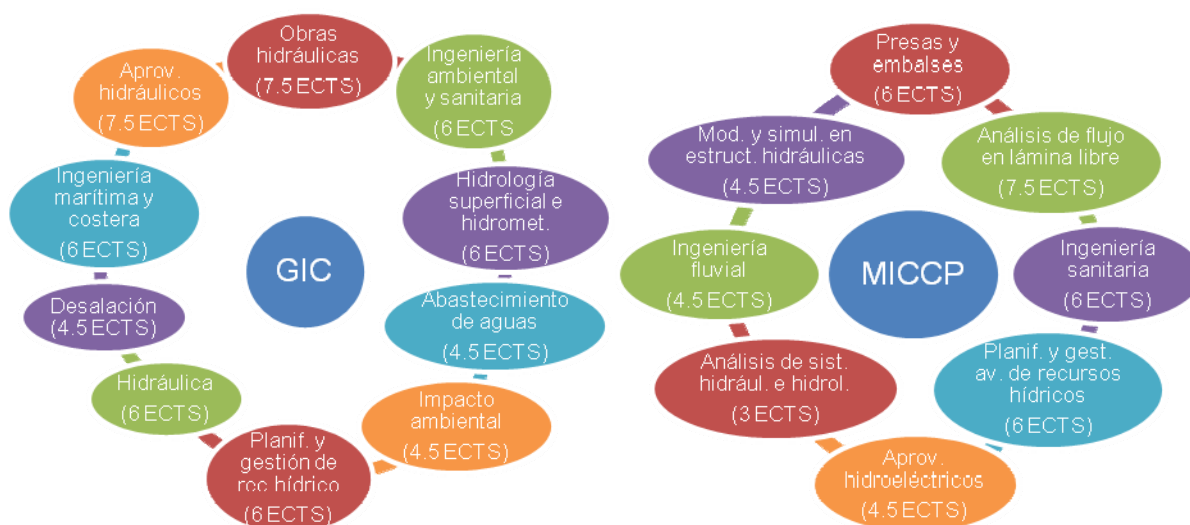 Obras
hidráulicas
(7.5 ECTS)
Ingeniería
ambiental
y sanitaria
(6 ECTS
Hidrología
superficial e
hidromet.
(6 ECTS)
Abastecimiento
de aguas
(4.5 ECTS)
Impacto
ambiental
(4.5 ECTS)
Planif. y
gestión de
rec hídrico
(6 ECTS)
Hidráulica
(6 ECTS)
Desalación
(4.5 ECTS)
Ingeniería
marítima y
costera
(6 ECTS)
Aprov.
hidráulicos
(7.5 ECTS)
GIC
Presas y
embalses
(6 ECTS)
Análisis de flujo
en lámina libre
(7.5 ECTS)
Ingeniería
sanitaria
(6 ECTS)
Planif. y gest.
av. de recursos
hídricos
(6 ECTS)
Aprov.
hidroeléctricos
(4.5 ECTS)
Análisis de sist.
hidrául. e hidrol.
(3 ECTS)
Ingeniería
fluvial
(4.5 ECTS)
Mod. y simul. en
estruct. hidráulicas
(4.5 ECTS)
MICCP